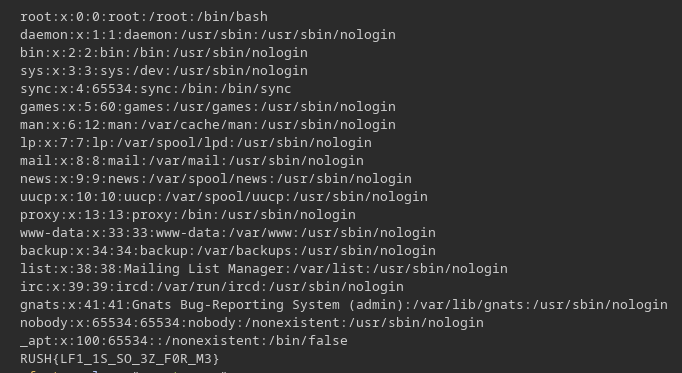 root:x:0:0:root:/root:/bin/bash
daemon:x:1:1:daemon:/usr/sbin:/usr/sbin/nologin
bin:x:2:2:bin:/bin:/usr/sbin/nologin
sys:x:3:3:sys:/dev:/usr/sbin/nologin
sync:x:4:65534:sync:/bin:/bin/sync
games:x:5:60:games:/usr/games:/usr/sbin/nologin
man:x:6:12:man:/var/cache/man:/usr/sbin/nologin
lp:x:7:7:lp:/var/spool/lpd:/usr/sbin/nologin
mail:x:8:8:mail:/var/mail:/usr/sbin/nologin
news:x:9:9:news:/var/spool/news:/usr/sbin/nologin
uucp:x:10:10:uucp:/var/spool/uucp:/usr/sbin/nologin
proxy:x:13:13:proxy:/bin:/usr/sbin/nologin
www-data:x:33:33:www-data:/var/www:/usr/sbin/nologin
backup:x:34:34:backup:/var/backups:/usr/sbin/nologin
list:x:38:38:Mailing List Manager:/var/list:/usr/sbin/nologin
irc:x:39:39:ircd:/var/run/ircd:/usr/sbin/nologin
gnats:x:41:41:Gnats Bug-Reporting System (admin):/var/lib/gnats:/usr/sbin/nologin
nobody:x:65534:65534:nobody:/nonexistent:/usr/sbin/nologin
_apt:x:100:65534::/nonexistent:/bin/false
RUSH{LF1_1S_SO_3Z_F0R_M3}